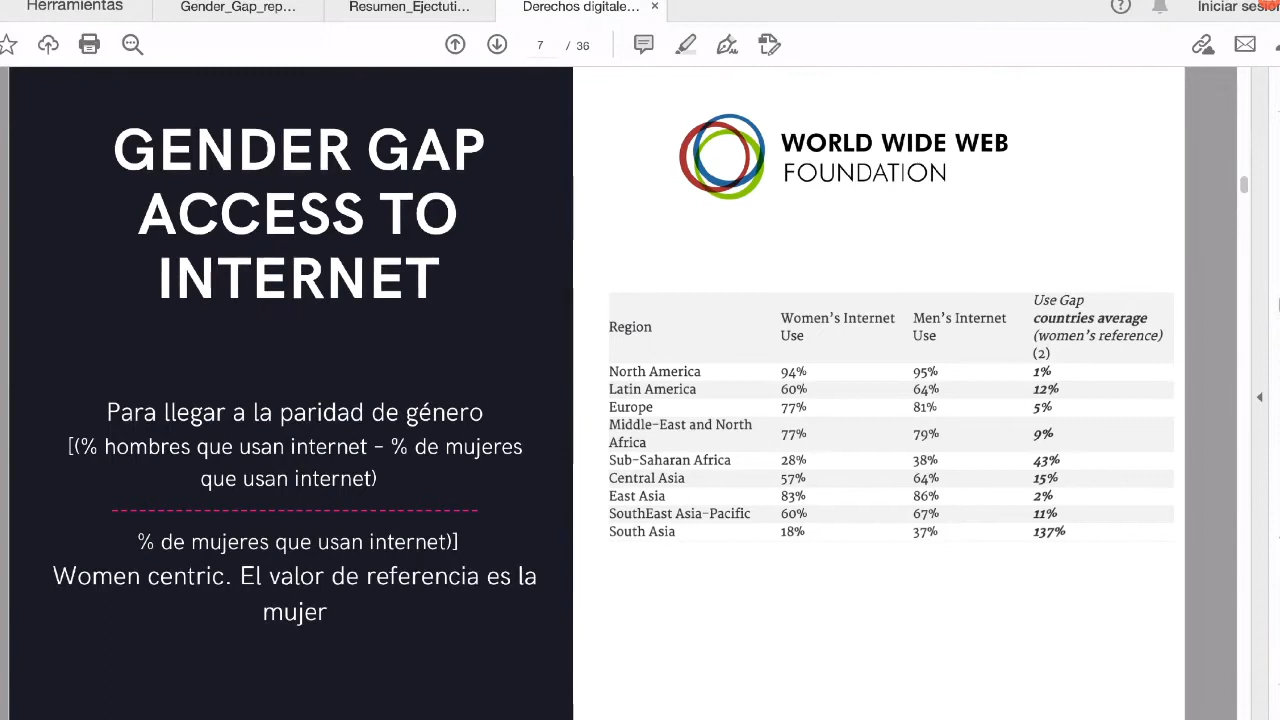 Herramientas
Gender_Gap_rep...
Resumen_Ejectuti...
Derechos digitale... ×
Iniciar sesión
7 / 36
GENDER GAP
ACCESS TO
INTERNET
Para llegar a la paridad de género
[(% hombres que usan internet - % de mujeres
que usan internet)
% de mujeres que usan internet)]
Women centric. El valor de referencia es la
mujer
WORLD WIDE WEB
FOUNDATION
Region Women's Internet Use Men's Internet Use Use Gap countries average (women's reference) (2)
North America 94% 95% 1%
Latin America 60% 64% 12%
Europe 77% 81% 5%
Middle-East and North Africa 77% 79% 9%
Sub-Saharan Africa 28% 38% 43%
Central Asia 57% 64% 15%
East Asia 83% 86% 2%
SouthEast Asia-Pacific 60% 67% 11%
South Asia 18% 37% 137%